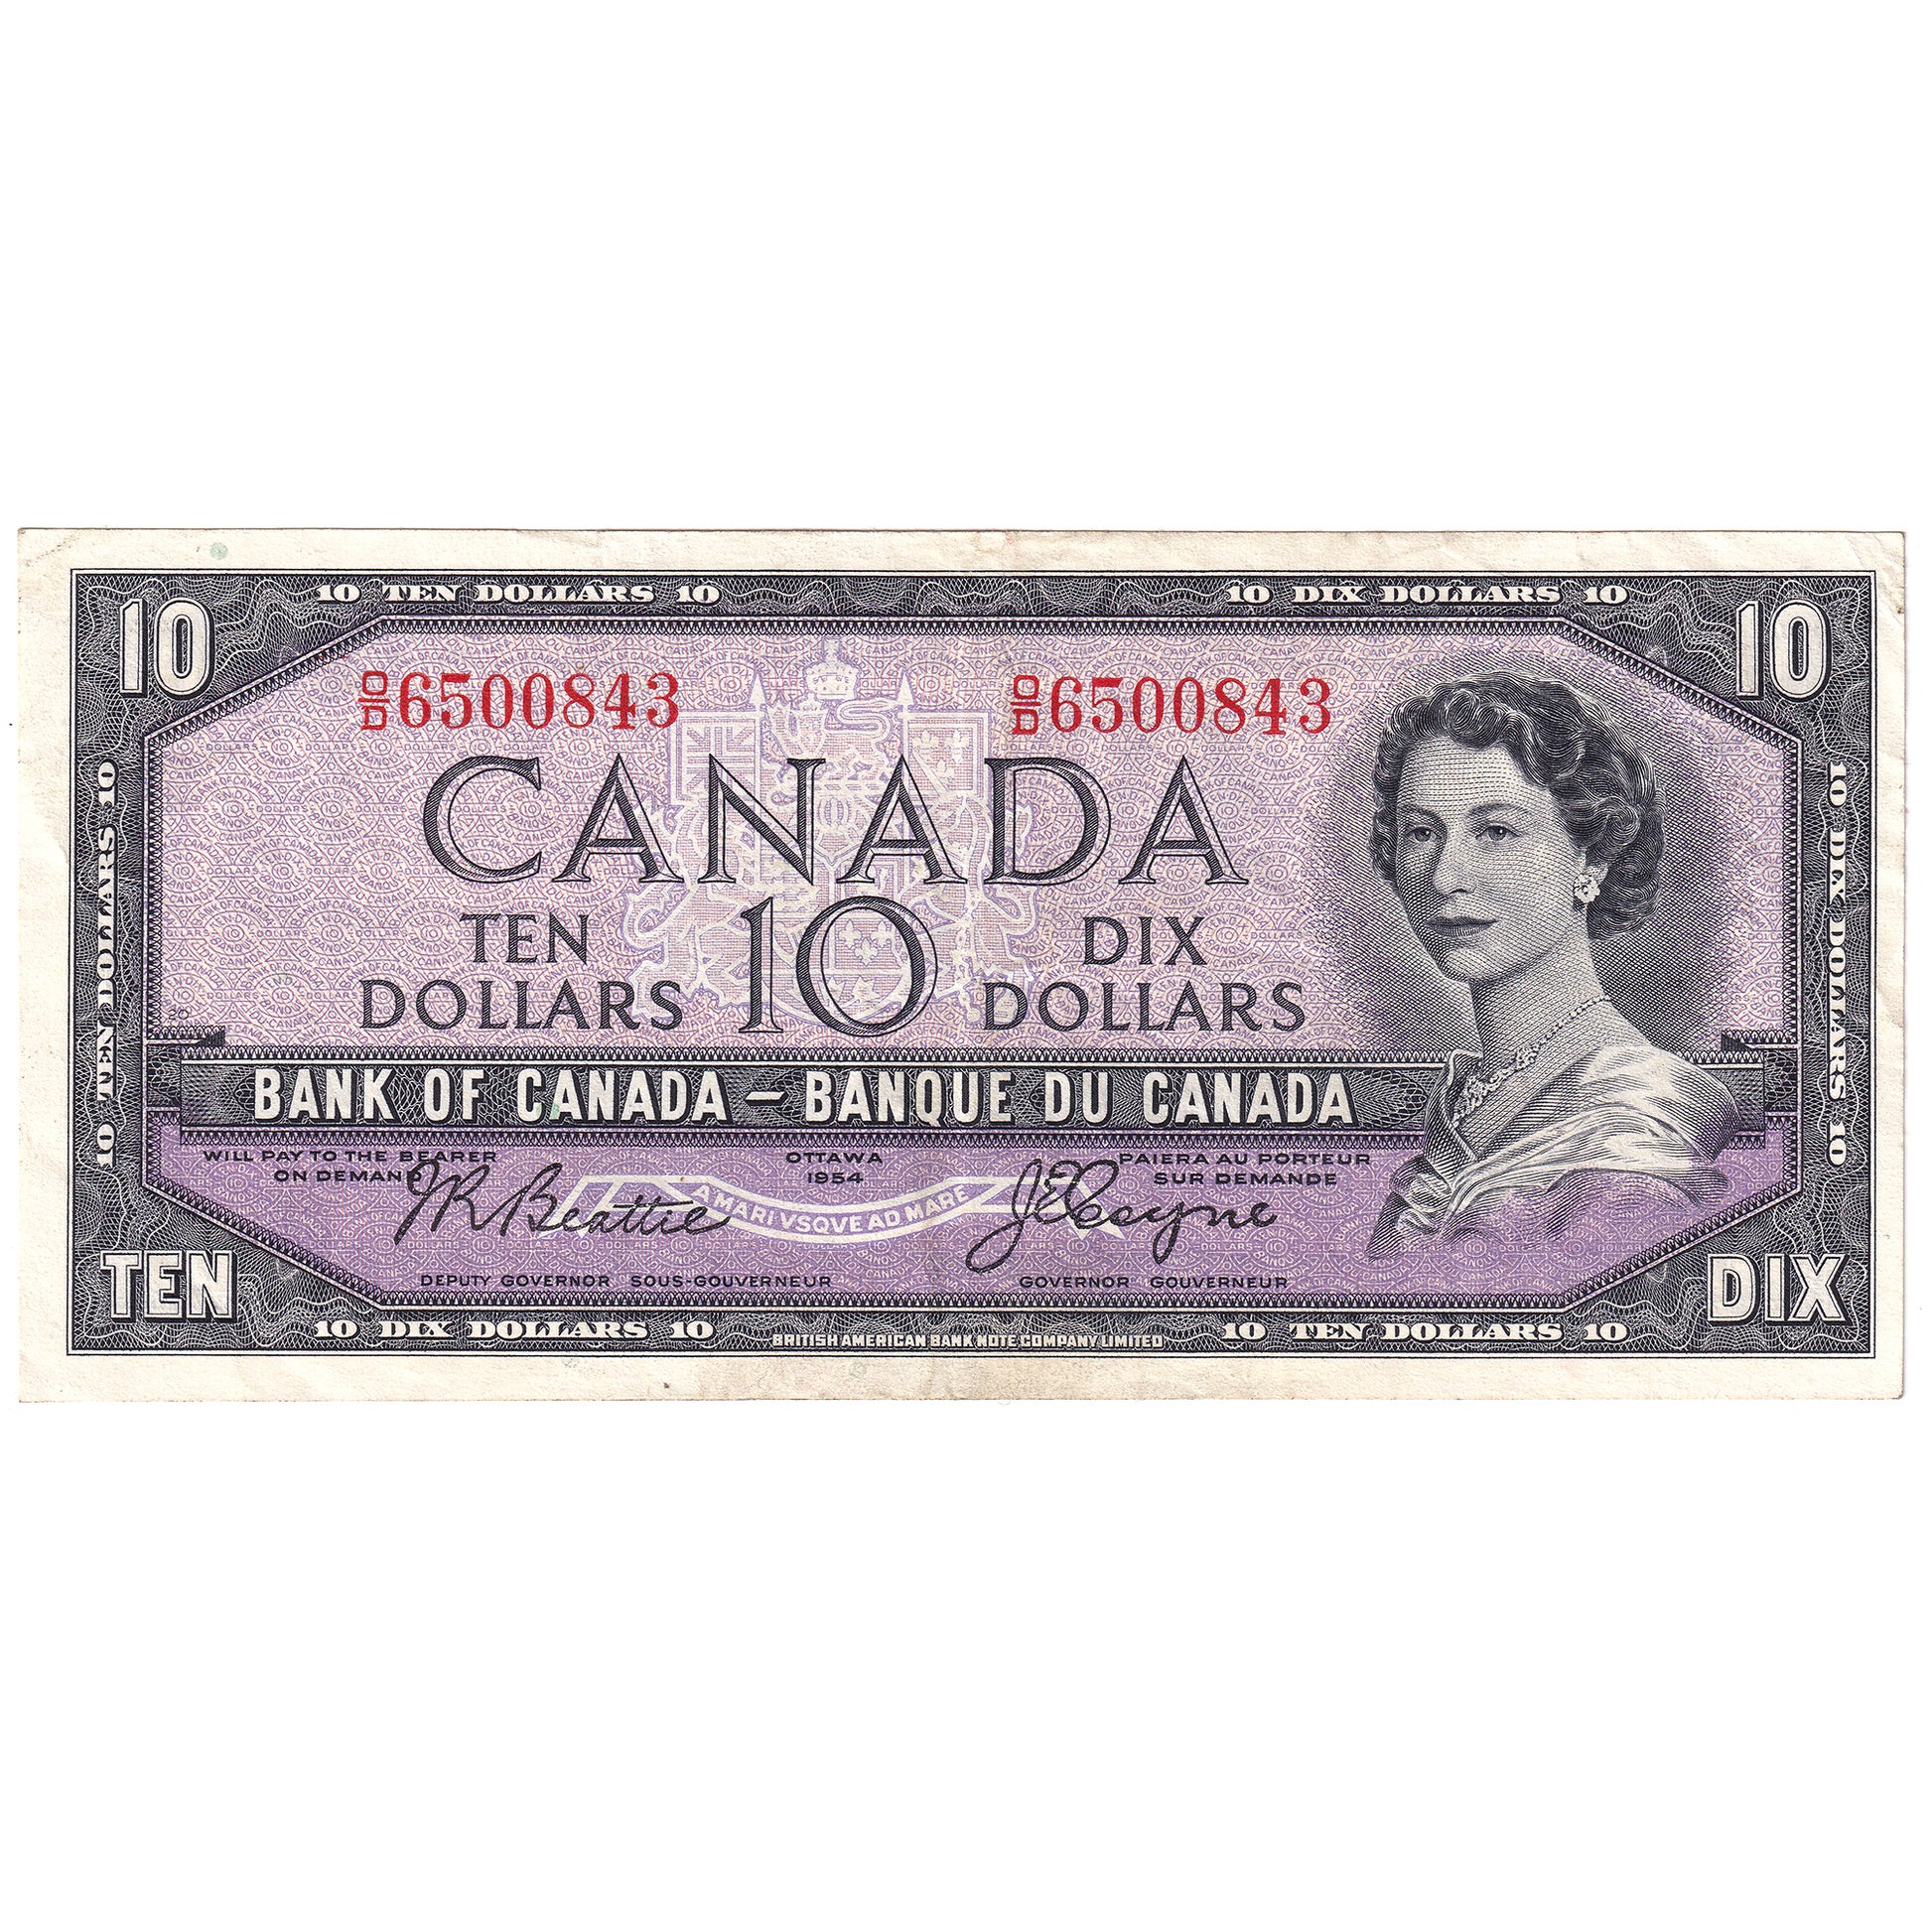 10 TEN DOLLARS 10
10 DIX DOLLARS 10
10
10
O/D 6500843
O/D 6500843
CANADA
TEN DOLLARS
10
DIX DOLLARS
10 TEN DOLLARS 10
10 DIX DOLLARS 10
BANK OF CANADA – BANQUE DU CANADA
WILL PAY TO THE BEARER
ON DEMAND
OTTAWA
1954
PAIERA AU PORTEUR
SUR DEMANDE
J R Beattie
A MARI VSQVE AD MARE
J E Coyne
DEPUTY GOVERNOR SOUS-GOUVERNEUR
GOVERNOR GOUVERNEUR
TEN
DIX
10 DIX DOLLARS 10
BRITISH AMERICAN BANK NOTE COMPANY LIMITED
10 TEN DOLLARS 10